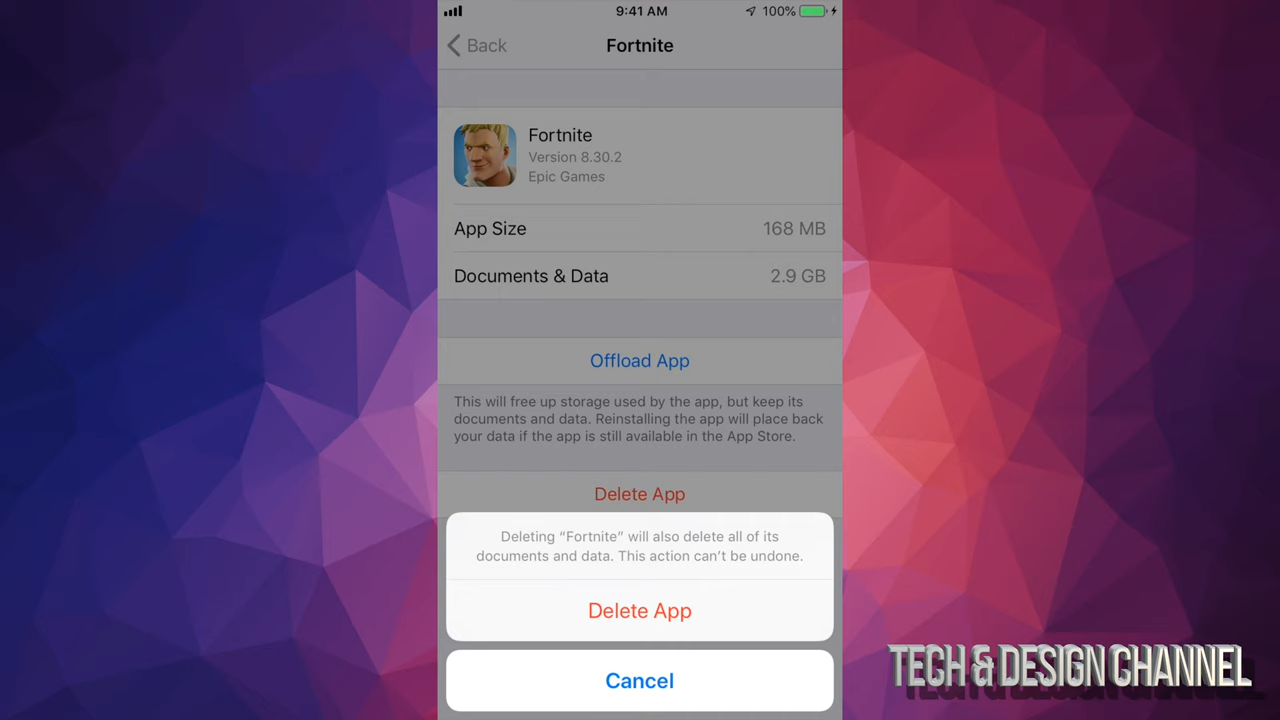 9:41 AM
100%
Back
Fortnite
Fortnite
Version 8.30.2
Epic Games
App Size 168 MB
Documents & Data 2.9 GB
Offload App
This will free up storage used by the app, but keep its
documents and data. Reinstalling the app will place back
your data if the app is still available in the App Store.
Delete App
Deleting “Fortnite” will also delete all of its
documents and data. This action can’t be undone.
Delete App
Cancel
TECH & DESIGN CHANNEL